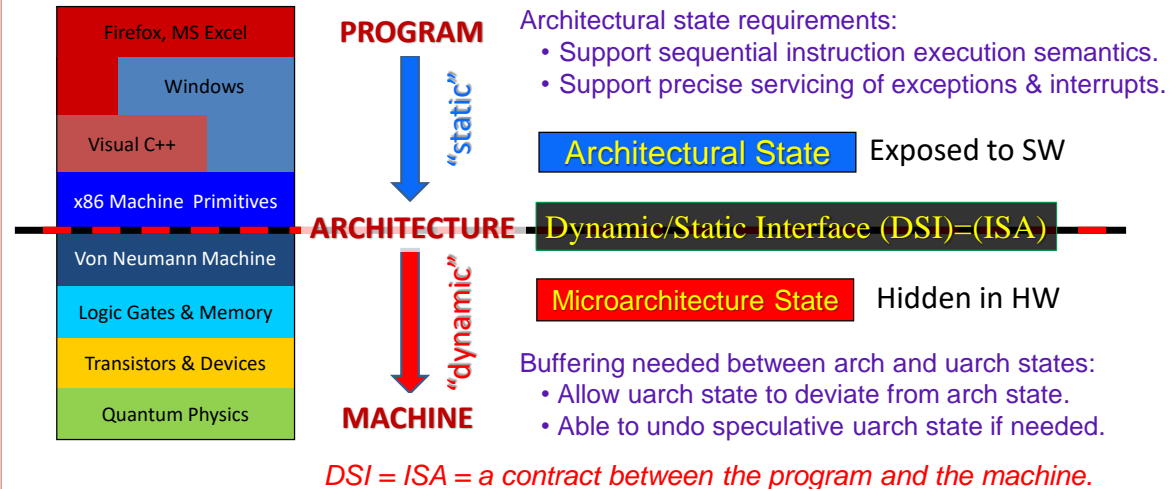 Firefox, MS Excel
Windows
Visual C++
x86 Machine Primitives
Von Neumann Machine
Logic Gates & Memory
Transistors & Devices
Quantum Physics
PROGRAM
"static"
ARCHITECTURE
"dynamic"
MACHINE
Architectural state requirements:
• Support sequential instruction execution semantics.
• Support precise servicing of exceptions & interrupts.
Architectural State
Exposed to SW
Dynamic/Static Interface (DSI)=(ISA)
Microarchitecture State
Hidden in HW
Buffering needed between arch and uarch states:
• Allow uarch state to deviate from arch state.
• Able to undo speculative uarch state if needed.
DSI = ISA = a contract between the program and the machine.